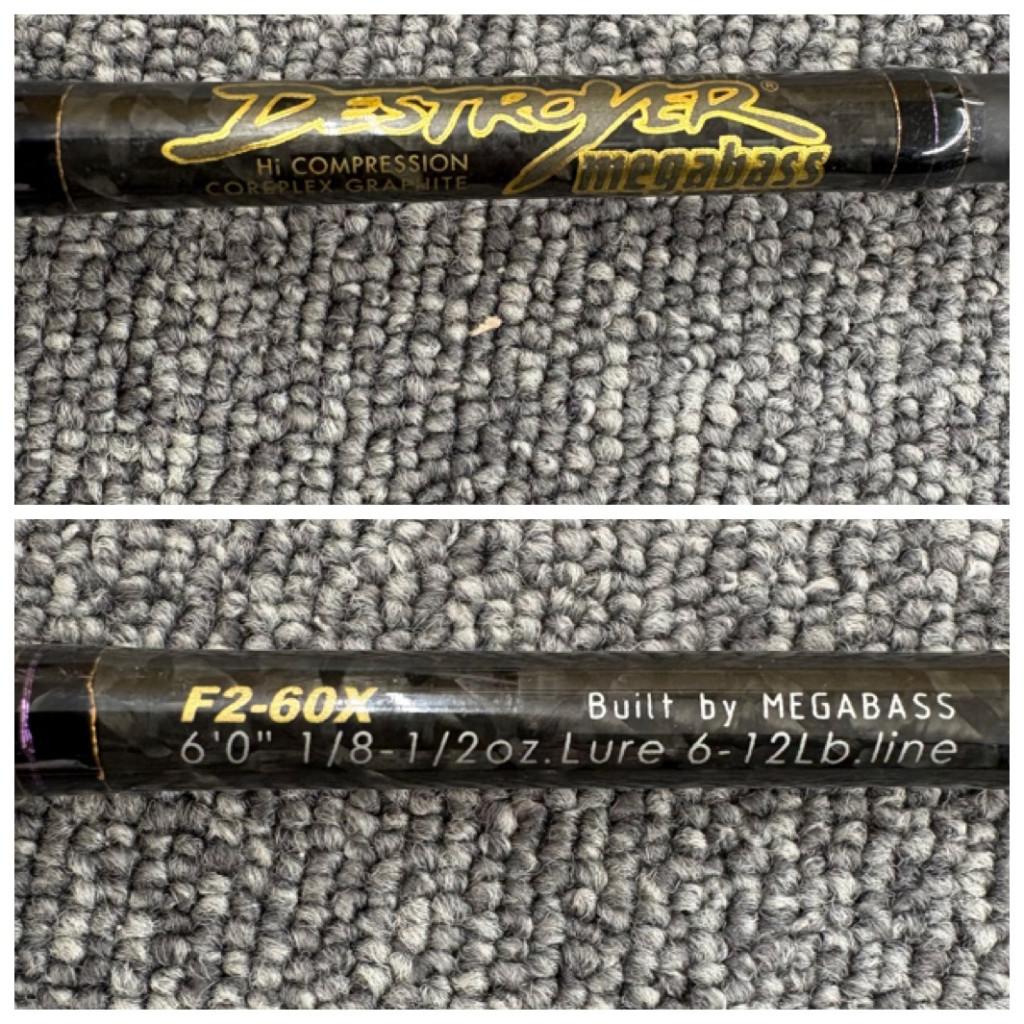 DESTROYER®
Hi COMPRESSION
COREPLEX GRAPHITE
megabass
F2-60X
Built by MEGABASS
6'0" 1/8-1/2oz.Lure 6-12Lb.line